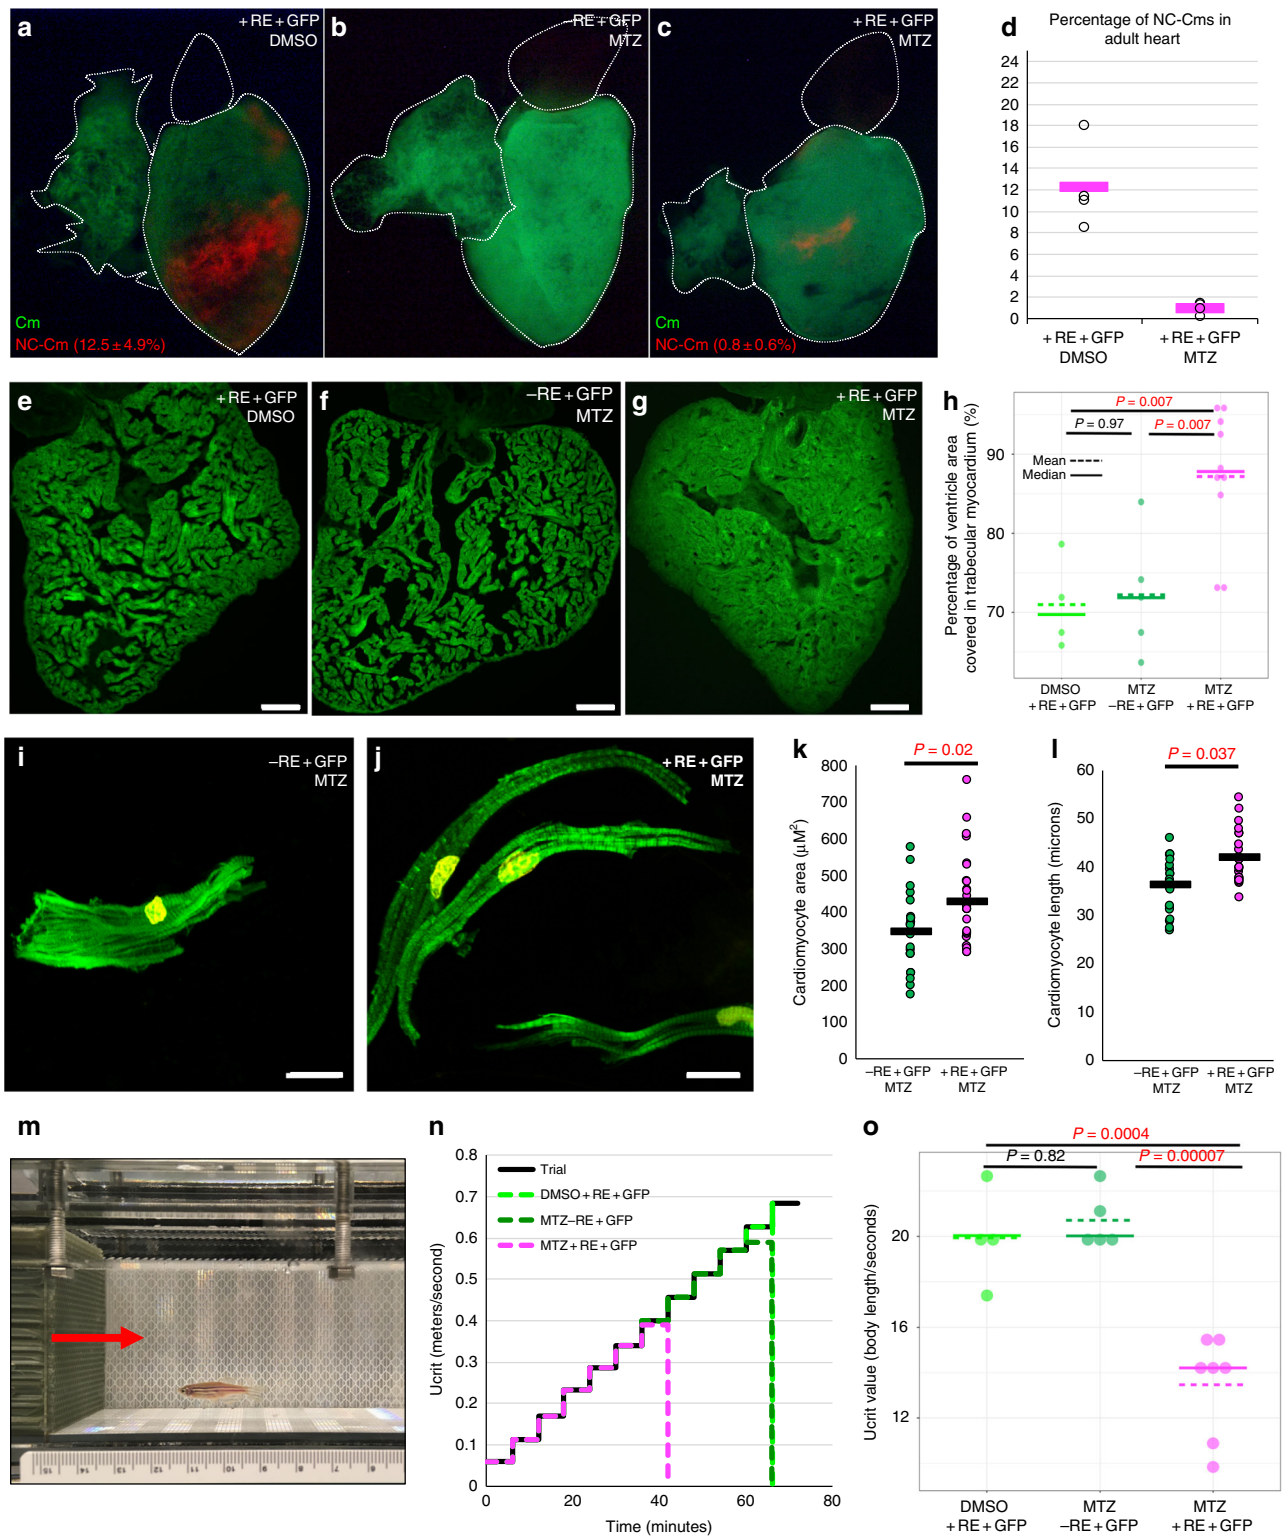 a
+RE+GFP
DMSO
Cm
NC-Cm (12.5±4.9%)
b
–RE+GFP
MTZ
c
+RE+GFP
MTZ
Cm
NC-Cm (0.8±0.6%)
d
Percentage of NC-Cms in
adult heart
24
22
20
18
16
14
12
10
8
6
4
2
0
+RE+GFP
DMSO
+RE+GFP
MTZ
e
+RE+GFP
DMSO
f
–RE+GFP
MTZ
g
+RE+GFP
MTZ
h
Percentage of ventricle area
covered in trabecular myocardium (%)
P = 0.007
P = 0.97
P = 0.007
Mean
Median
90
80
70
DMSO
+RE+GFP
MTZ
–RE+GFP
MTZ
+RE+GFP
i
–RE+GFP
MTZ
j
+RE+GFP
MTZ
k
P = 0.02
Cardiomyocyte area (µM²)
800
700
600
500
400
300
200
100
0
–RE+GFP
MTZ
+RE+GFP
MTZ
l
P = 0.037
Cardiomyocyte length (microns)
60
50
40
30
20
10
0
–RE+GFP
MTZ
+RE+GFP
MTZ
m
15 14 13 12 11 10 9 8 7 6
n
Ucrit (meters/second)
0.8
0.7
0.6
0.5
0.4
0.3
0.2
0.1
0
Trial
DMSO+RE+GFP
MTZ–RE+GFP
MTZ+RE+GFP
0 20 40 60 80
Time (minutes)
o
P = 0.0004
P = 0.82
P = 0.00007
Ucrit value (body length/seconds)
20
16
12
DMSO
+RE+GFP
MTZ
–RE+GFP
MTZ
+RE+GFP